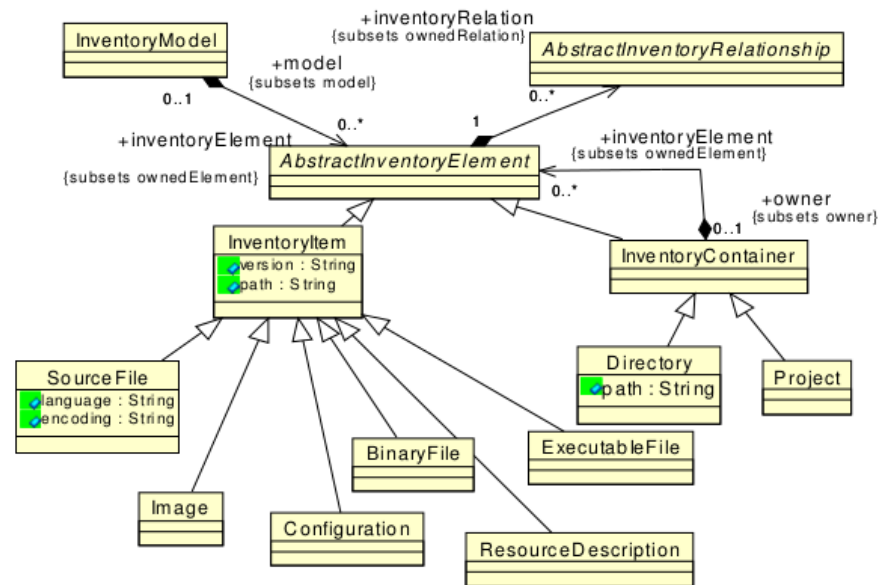 +inventoryRelation
{subsets ownedRelation}
InventoryModel
AbstractInventoryRelationship
+model
{subsets model}
0..1
0..*
0..*
1
+inventoryElement
{subsets ownedElement}
AbstractInventoryElement
+inventoryElement
{subsets ownedElement}
0..*
+owner
{subsets owner}
0..1
InventoryItem
version : String
path : String
InventoryContainer
SourceFile
language : String
encoding : String
Directory
path : String
Project
BinaryFile
ExecutableFile
Image
Configuration
ResourceDescription